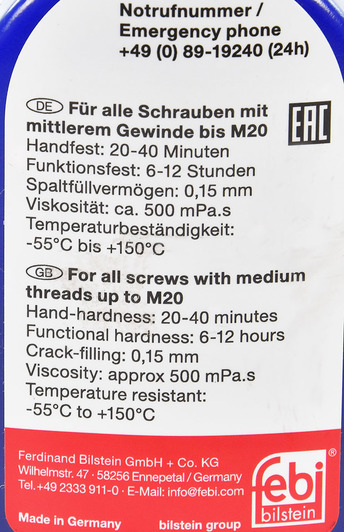 Notrufnummer /
Emergency phone
+49 (0) 89-19240 (24h)
DE Für alle Schrauben mit
mittlerem Gewinde bis M20
EAC
Handfest: 20-40 Minuten
Funktionsfest: 6-12 Stunden
Spaltfüllvermögen: 0,15 mm
Viskosität: ca. 500 mPa.s
Temperaturbeständigkeit:
-55°C bis +150°C
GB For all screws with medium
threads up to M20
Hand-hardness: 20-40 minutes
Functional hardness: 6-12 hours
Crack-filling: 0,15 mm
Viscosity: approx 500 mPa.s
Temperature resistant:
-55°C to +150°C
Ferdinand Bilstein GmbH + Co. KG
Wilhelmstr. 47 · 58256 Ennepetal / Germany
Tel.+49 2333 911-0 · E-Mail: info@febi.com
febi®
bilstein
Made in Germany bilstein group